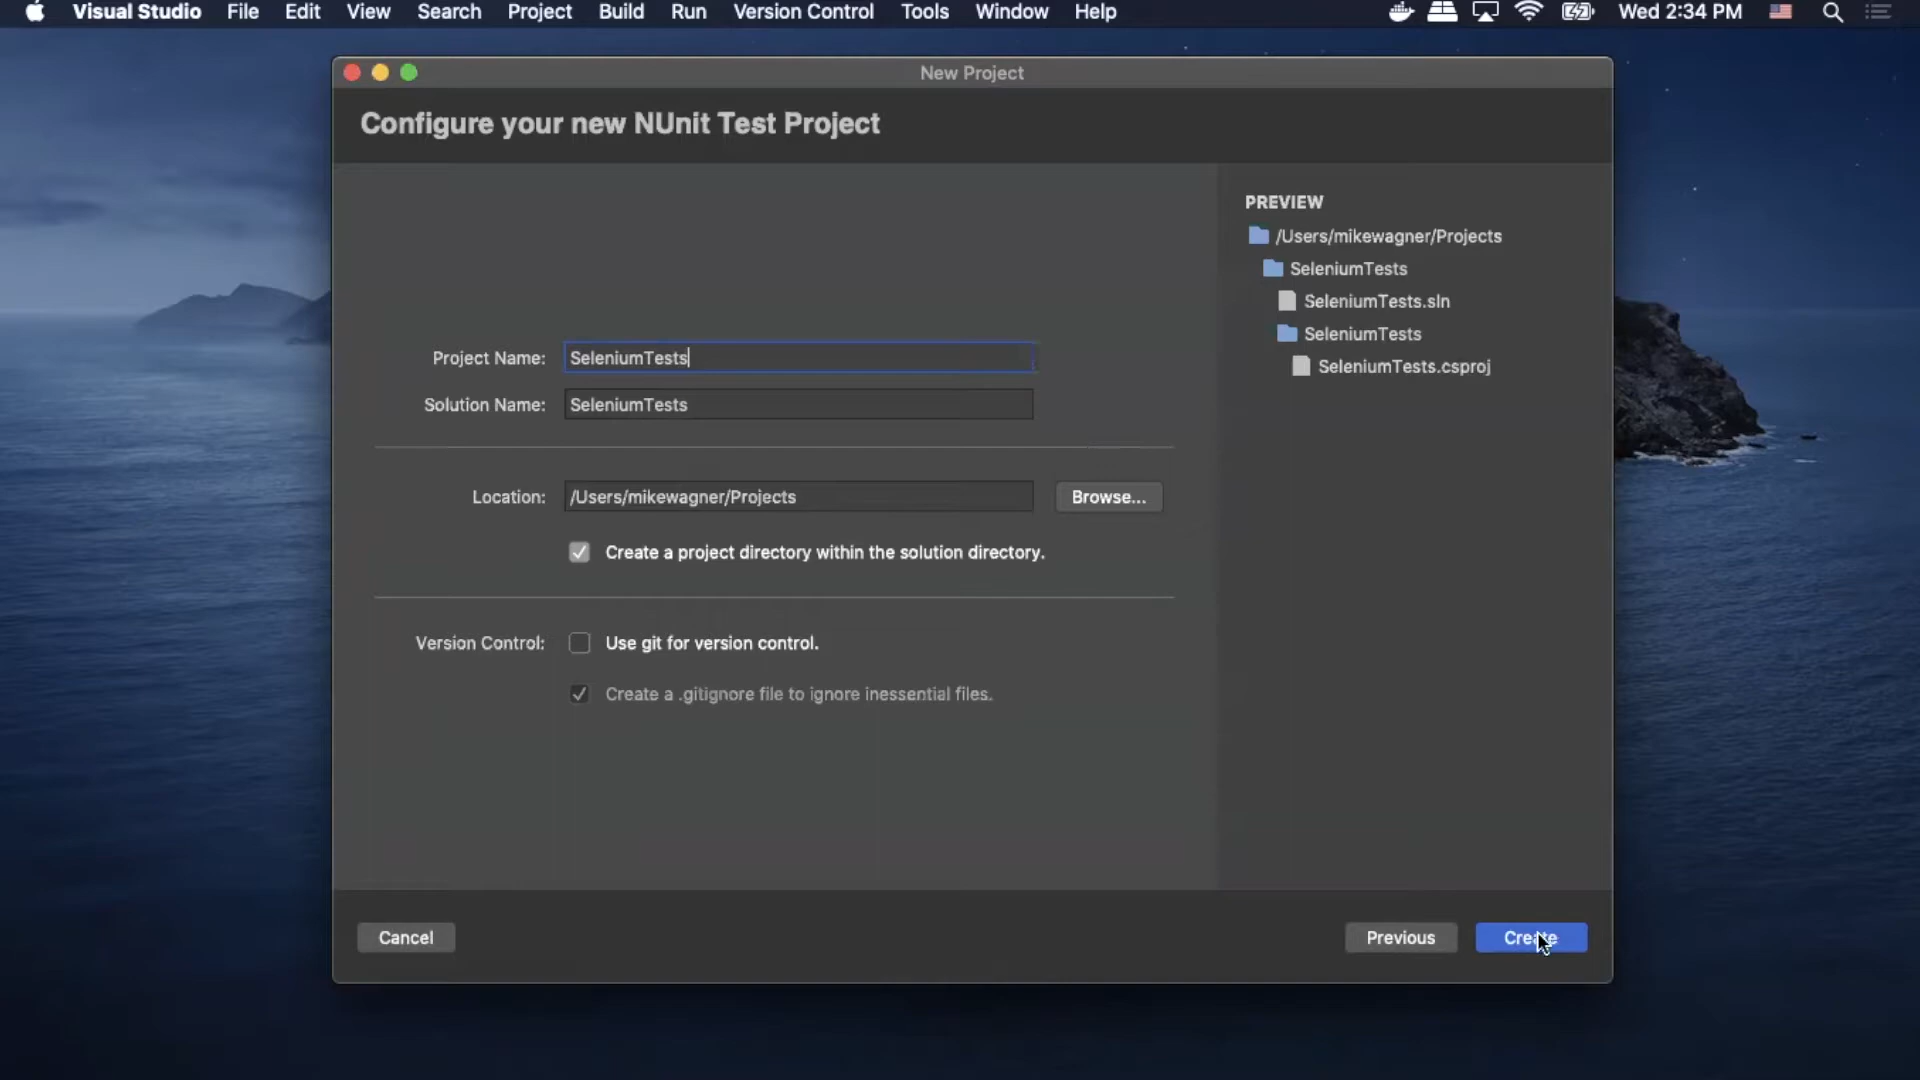 Visual Studio File Edit View Search Project Build Run Version Control Tools Window Help Wed 2:34 PM
New Project
Configure your new NUnit Test Project
PREVIEW
/Users/mikewagner/Projects
SeleniumTests
SeleniumTests.sln
SeleniumTests
SeleniumTests.csproj
Project Name: SeleniumTests
Solution Name: SeleniumTests
Location: /Users/mikewagner/Projects Browse...
Create a project directory within the solution directory.
Version Control: Use git for version control.
Create a .gitignore file to ignore inessential files.
Cancel Previous Create